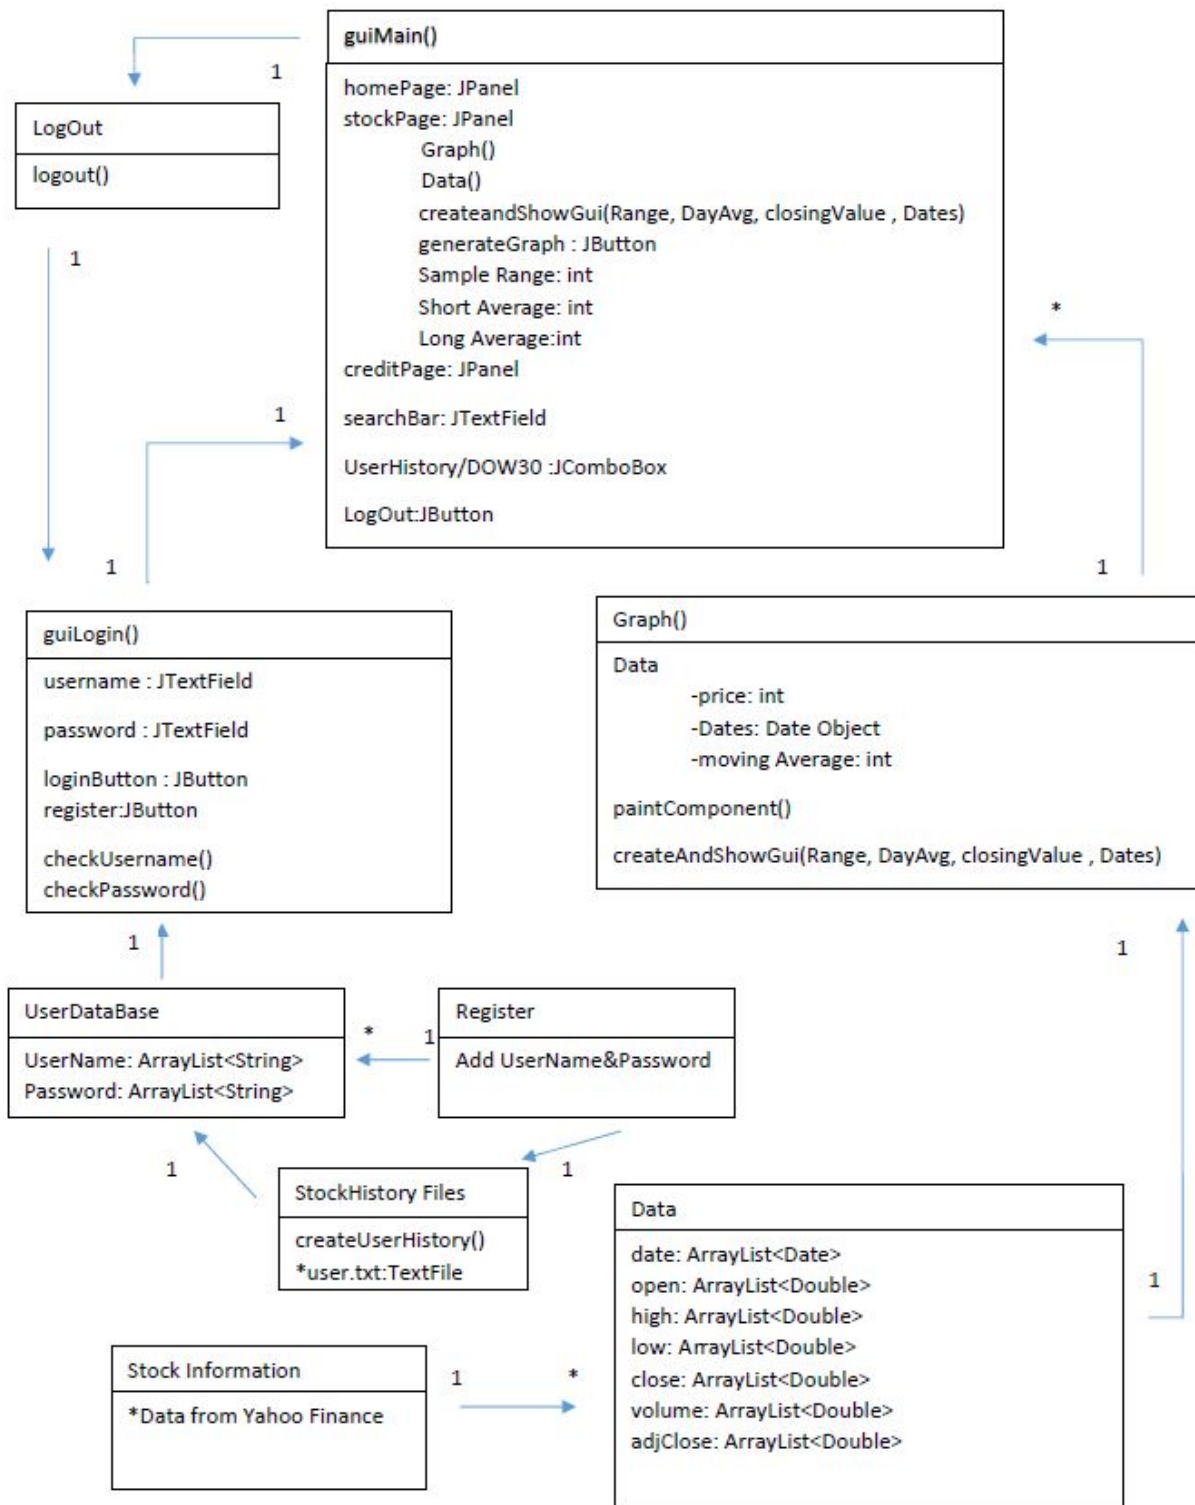 guiMain()
1
homePage: JPanel
stockPage: JPanel
Graph()
Data()
createandShowGui(Range, DayAvg, closingValue , Dates)
generateGraph : JButton
Sample Range: int
Short Average: int
Long Average:int
creditPage: JPanel
searchBar: JTextField
UserHistory/DOW30 :JComboBox
LogOut:JButton
LogOut
logout()
1
*
1
1
1
guiLogin()
username : JTextField
password : JTextField
loginButton : JButton
register:JButton
checkUsername()
checkPassword()
Graph()
Data
-price: int
-Dates: Date Object
-moving Average: int
paintComponent()
createAndShowGui(Range, DayAvg, closingValue , Dates)
1
1
UserDataBase
UserName: ArrayList<String>
Password: ArrayList<String>
*
1
Register
Add UserName&Password
1
1
StockHistory Files
createUserHistory()
*user.txt:TextFile
Data
date: ArrayList<Date>
open: ArrayList<Double>
high: ArrayList<Double>
low: ArrayList<Double>
close: ArrayList<Double>
volume: ArrayList<Double>
adjClose: ArrayList<Double>
1
Stock Information
*Data from Yahoo Finance
1
*